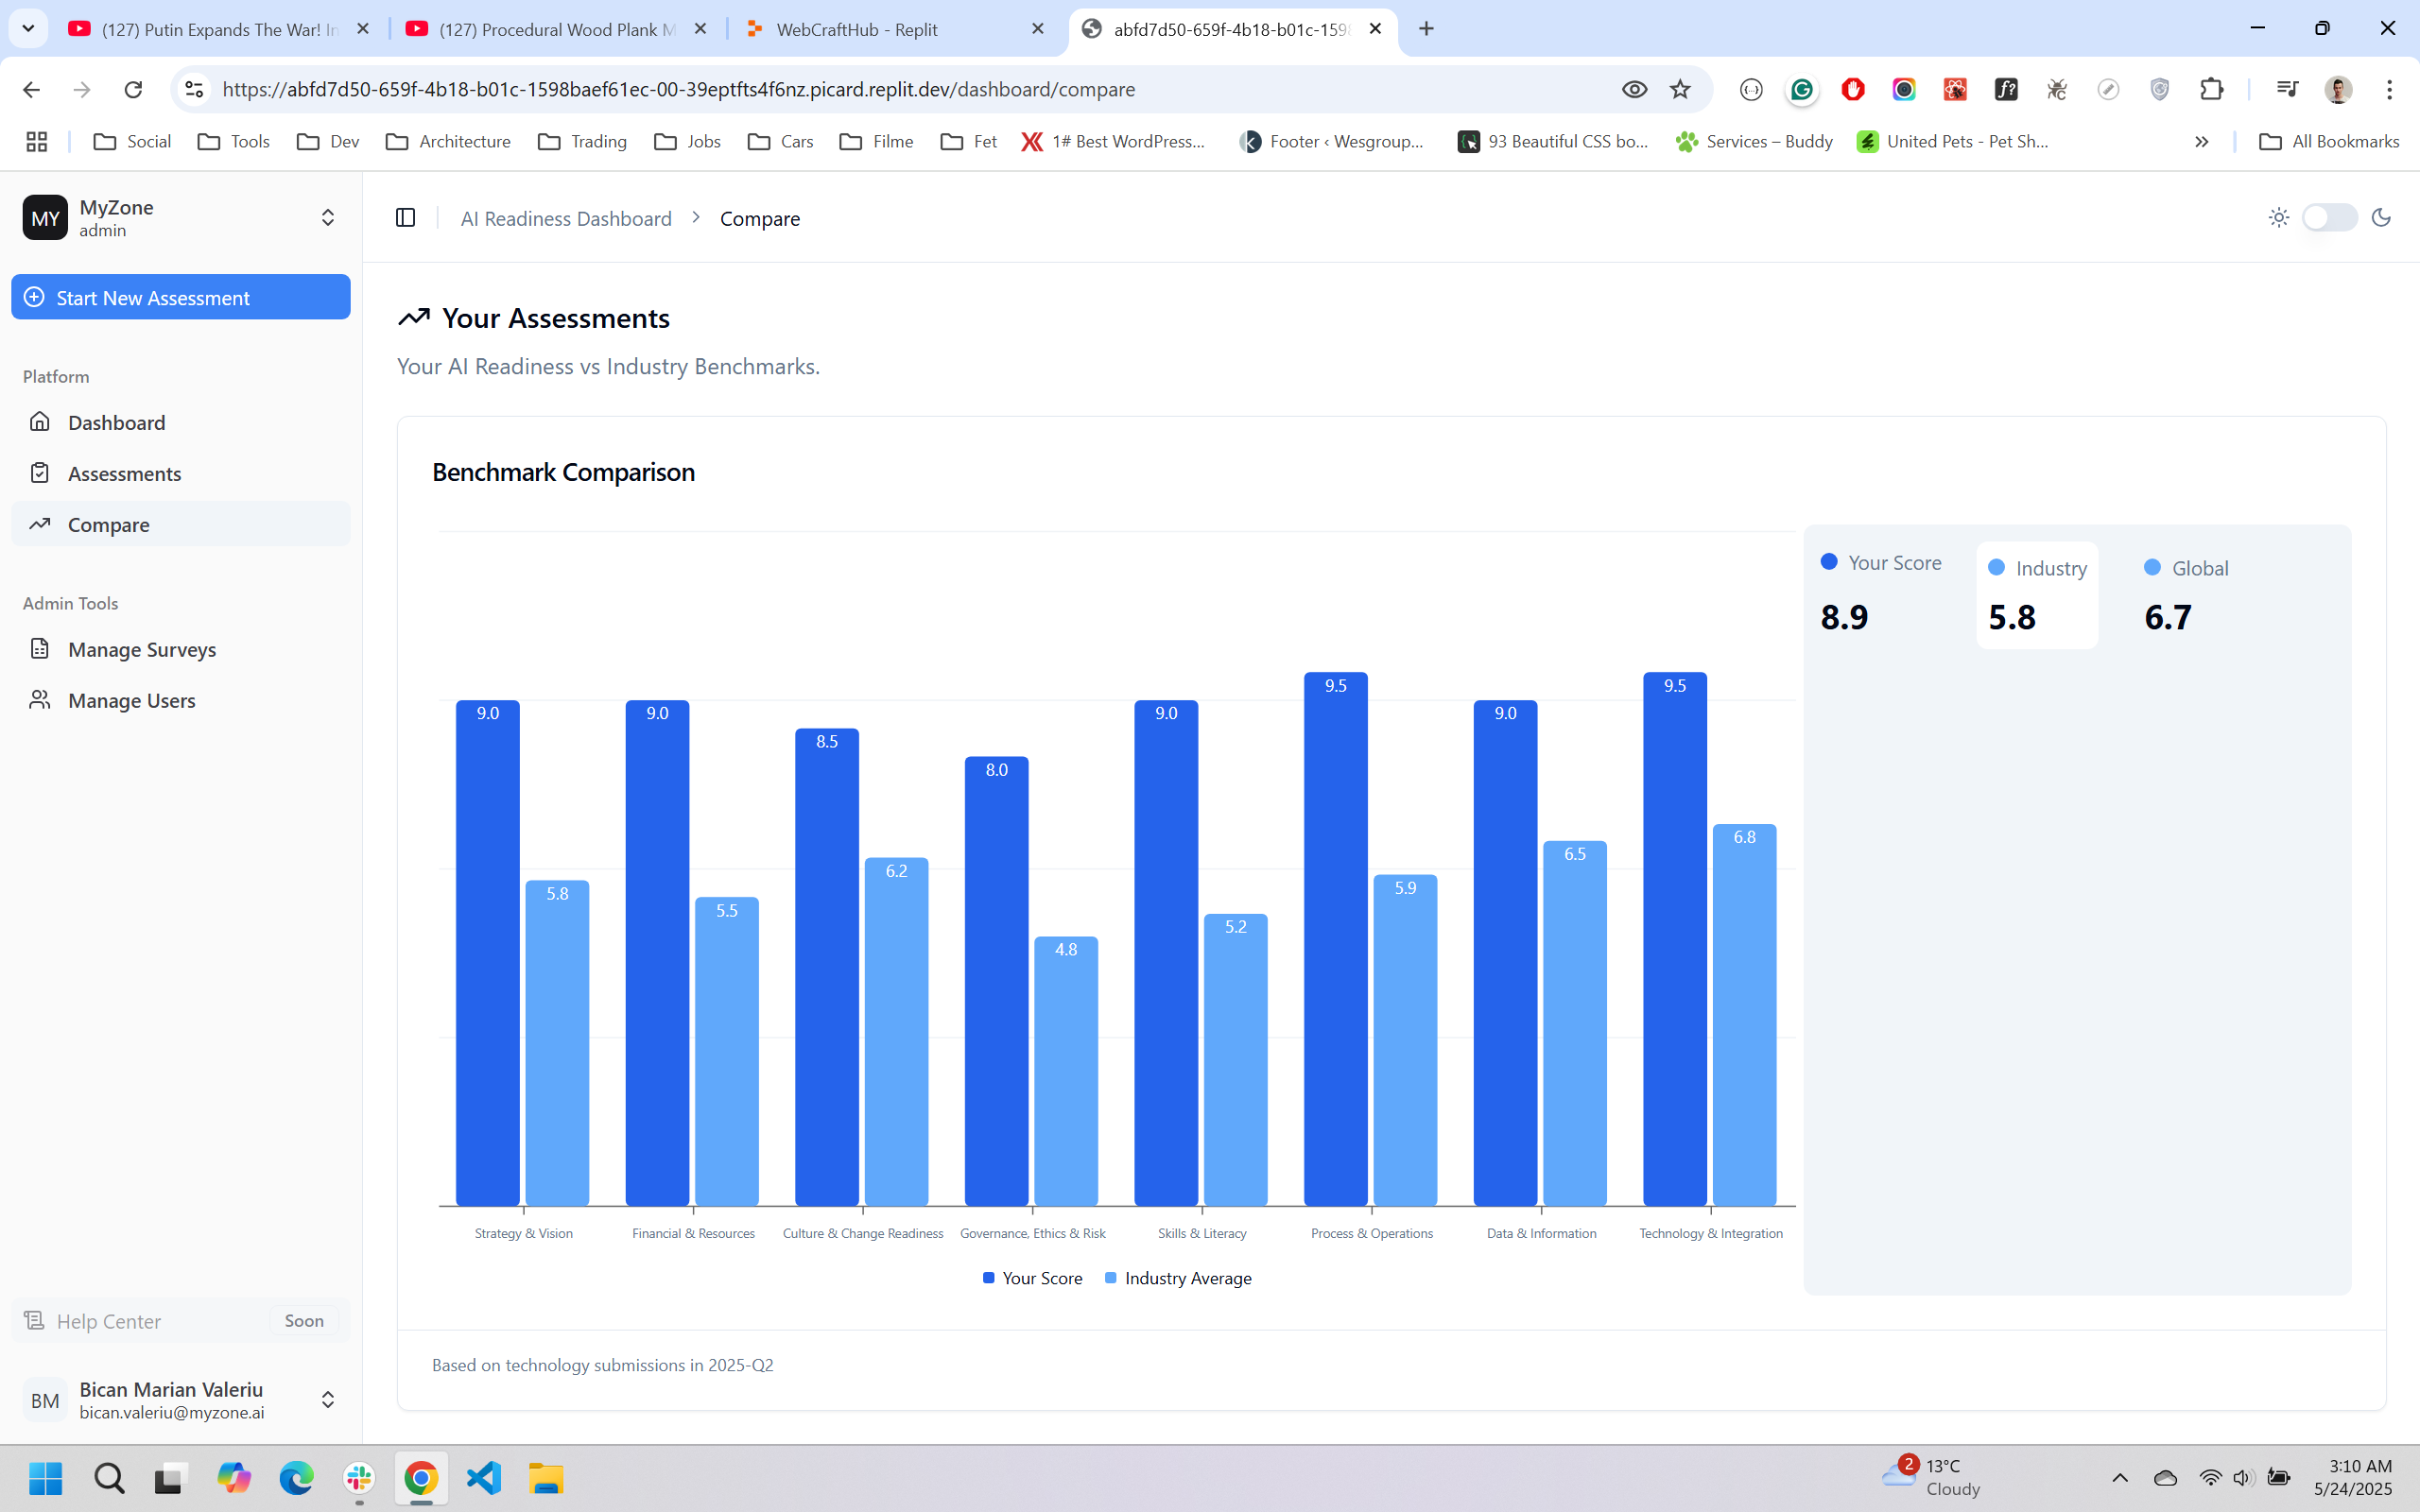 (127) Putin Expands The War! In
(127) Procedural Wood Plank M
WebCraftHub - Replit
abfd7d50-659f-4b18-b01c-159
https://abfd7d50-659f-4b18-b01c-1598baef61ec-00-39eptfts4f6nz.picard.replit.dev/dashboard/compare
Social
Tools
Dev
Architecture
Trading
Jobs
Cars
Filme
Fet
1# Best WordPress...
Footer ‹ Wesgroup...
93 Beautiful CSS bo...
Services – Buddy
United Pets - Pet Sh...
All Bookmarks
MY
MyZone
admin
AI Readiness Dashboard
Compare
Start New Assessment
Platform
Dashboard
Assessments
Compare
Admin Tools
Manage Surveys
Manage Users
Help Center
Soon
BM
Bican Marian Valeriu
bican.valeriu@myzone.ai
Your Assessments
Your AI Readiness vs Industry Benchmarks.
Benchmark Comparison
Your Score
8.9
Industry
5.8
Global
6.7
9.0
5.8
9.0
5.5
8.5
6.2
8.0
4.8
9.0
5.2
9.5
5.9
9.0
6.5
9.5
6.8
Strategy & Vision
Financial & Resources
Culture & Change Readiness
Governance, Ethics & Risk
Skills & Literacy
Process & Operations
Data & Information
Technology & Integration
Your Score
Industry Average
Based on technology submissions in 2025-Q2
2
13°C
Cloudy
3:10 AM
5/24/2025